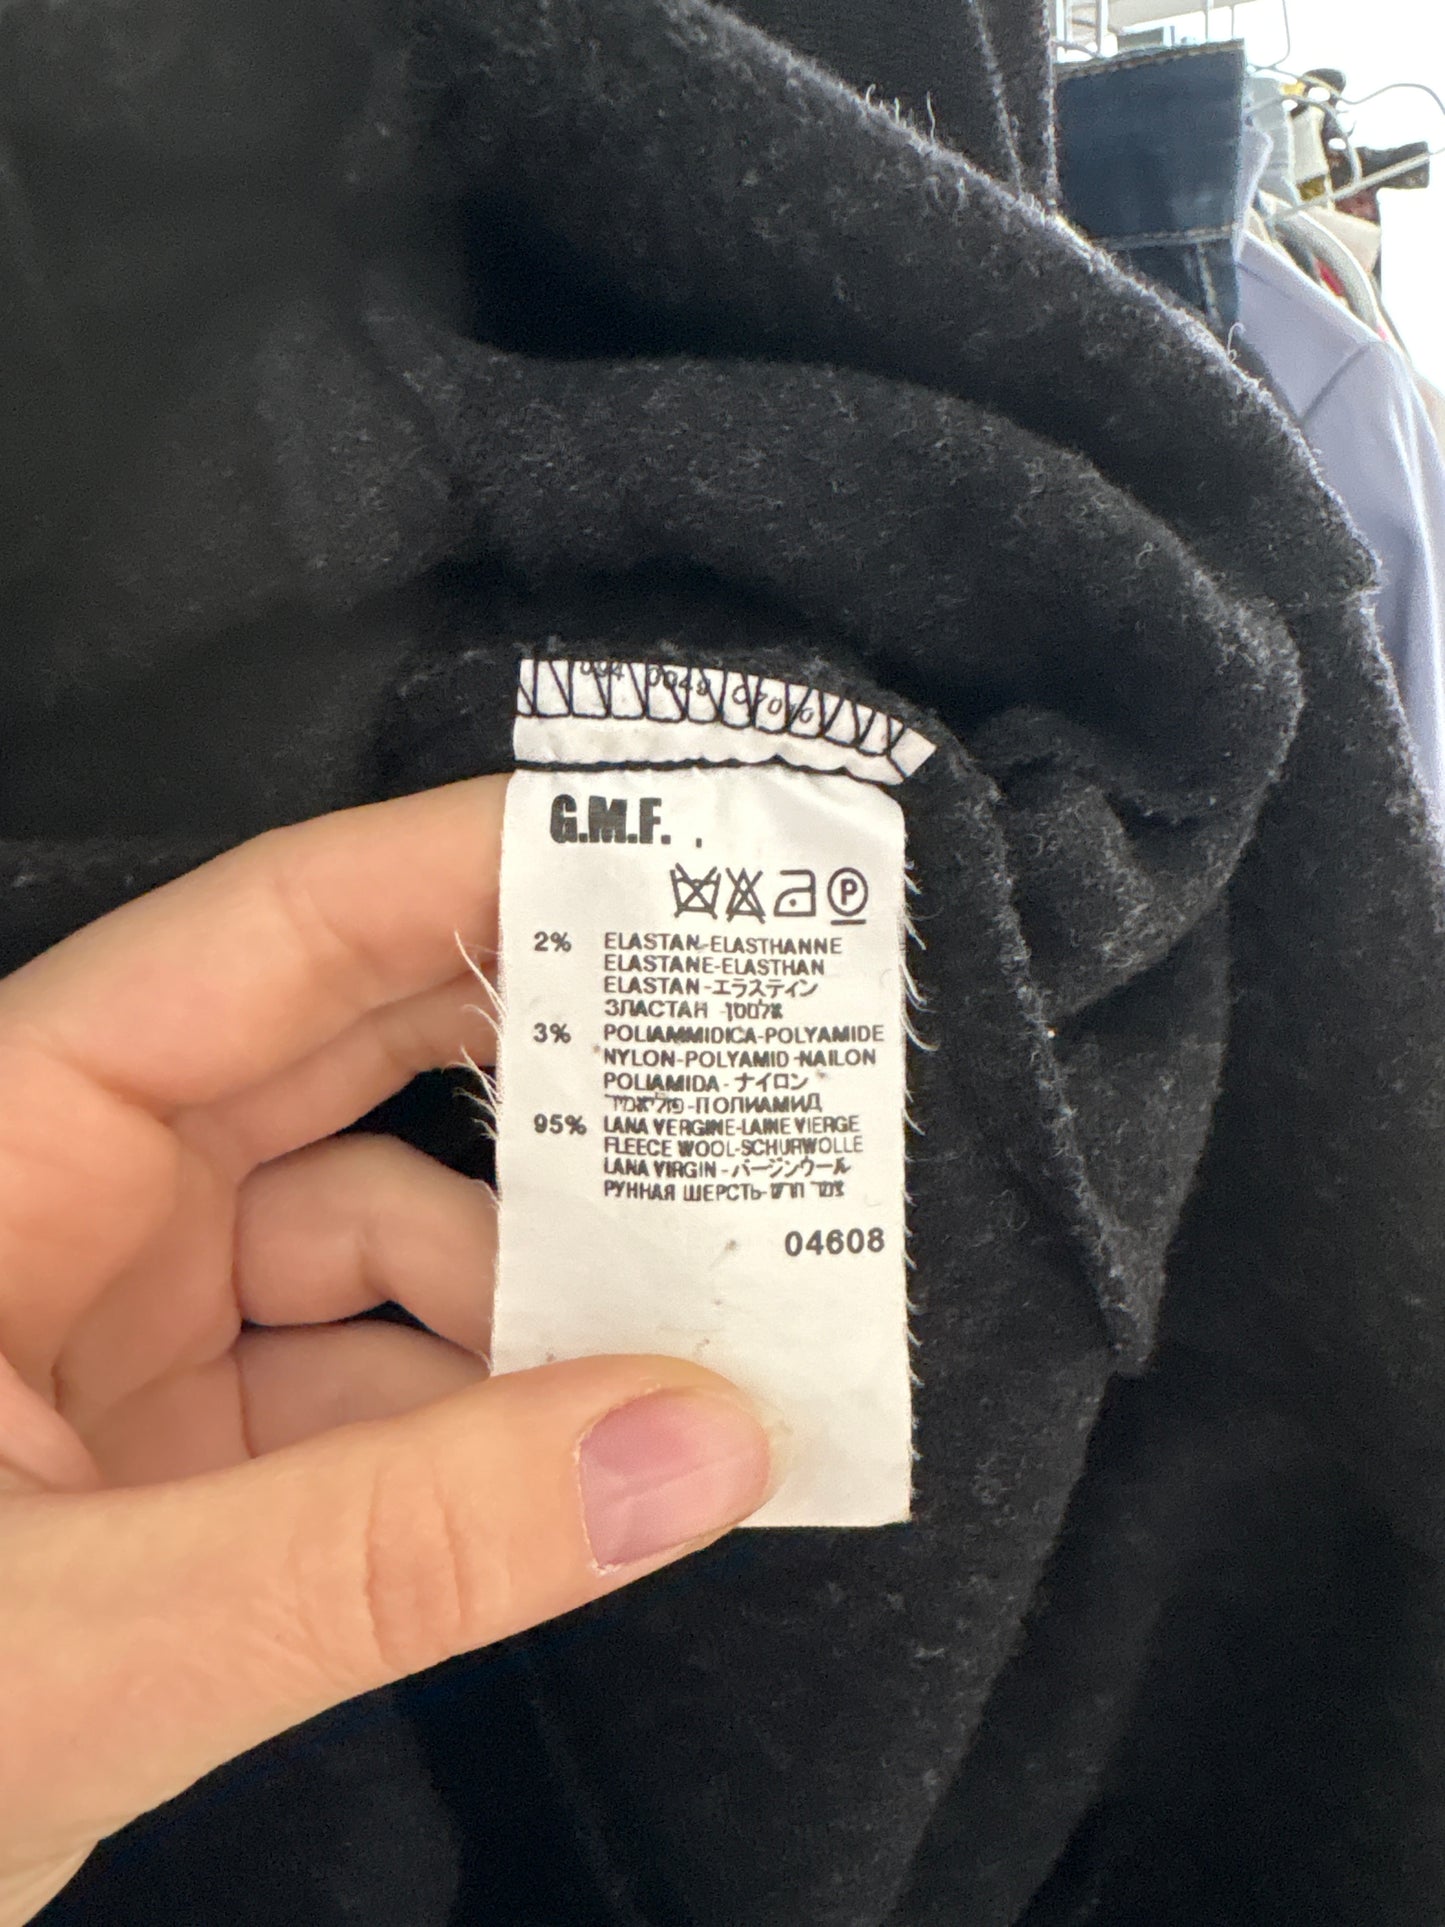 G.M.F.
P
2% ELASTAN-ELASTHANNE
ELASTANE-ELASTHAN
ELASTAN-エラスティン
ЗЛАСТАН
3% POLIAMMIDICA-POLYAMIDE
NYLON-POLYAMID-NAILON
POLIAMIDA-ナイロン
-ПОЛИАМИД
95% LANA VERGINE-LAINE VIERGE
FLEECE WOOL-SCHURWOLLE
LANA VIRGIN-バージンウール
РУННАЯ ШЕРСТЬ-
04608